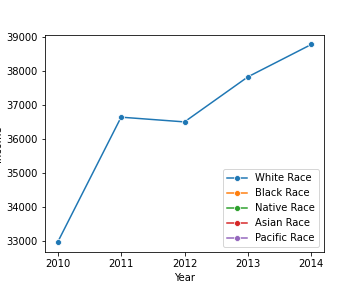 39000
38000
37000
36000
35000
34000
33000
2010 2011 2012 2013 2014
Year
White Race
Black Race
Native Race
Asian Race
Pacific Race